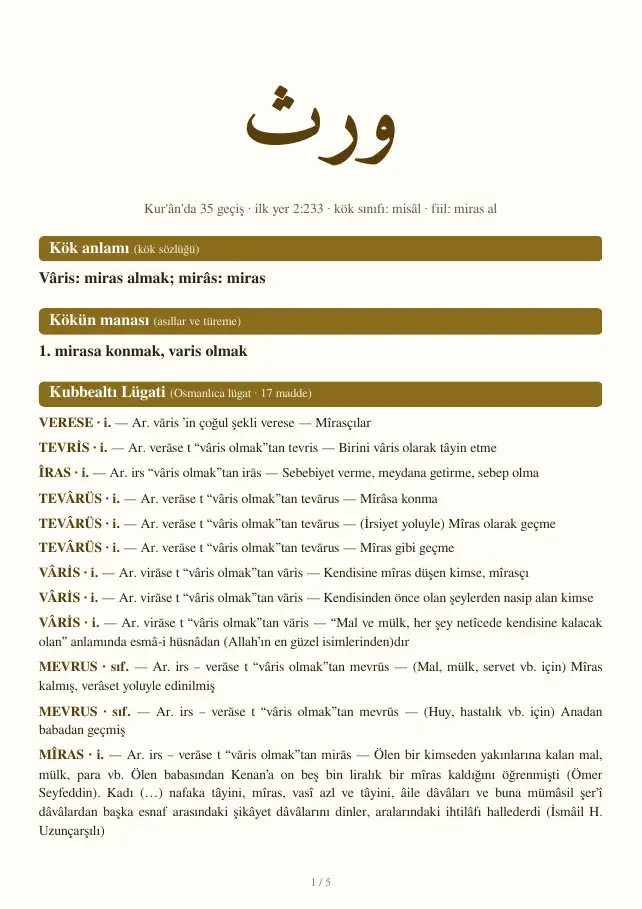 ورث
Kur'ân'da 35 geçiş · ilk yer 2:233 · kök sınıfı: misâl · fiil: miras al
Kök anlamı (kök sözlüğü)
Vâris: miras almak; mirâs: miras
Kökün manası (asıllar ve türeme)
1. mirasa konmak, varis olmak
Kubbealtı Lügati (Osmanlıca lügat · 17 madde)
VERESE · i. — Ar. vāris ’in çoğul şekli verese — Mîrasçılar
TEVRİS · i. — Ar. verāse t “vâris olmak”tan tevris — Birini vâris olarak tâyin etme
ÎRAS · i. — Ar. irs “vâris olmak”tan irās — Sebebiyet verme, meydana getirme, sebep olma
TEVÂRÜS · i. — Ar. verāse t “vâris olmak”tan tevārus — Mîrâsa konma
TEVÂRÜS · i. — Ar. verāse t “vâris olmak”tan tevārus — (İrsiyet yoluyle) Mîras olarak geçme
TEVÂRÜS · i. — Ar. verāse t “vâris olmak”tan tevārus — Mîras gibi geçme
VÂRİS · i. — Ar. virāse t “vâris olmak”tan vāris — Kendisine mîras düşen kimse, mîrasçı
VÂRİS · i. — Ar. virāse t “vâris olmak”tan vāris — Kendisinden önce olan şeylerden nasip alan kimse
VÂRİS · i. — Ar. virāse t “vâris olmak”tan vāris — “Mal ve mülk, her şey netîcede kendisine kalacak
olan” anlamında esmâ-i hüsnâdan (Allah’ın en güzel isimlerinden)dır
MEVRUS · sıf. — Ar. irs – verāse t “vâris olmak”tan mevrūs — (Mal, mülk, servet vb. için) Mîras
kalmış, verâset yoluyle edinilmiş
MEVRUS · sıf. — Ar. irs – verāse t “vâris olmak”tan mevrūs — (Huy, hastalık vb. için) Anadan
babadan geçmiş
MÎRAS · i. — Ar. irs – verāse t “vâris olmak”tan mirās — Ölen bir kimseden yakınlarına kalan mal,
mülk, para vb. Ölen babasından Kenan’a on beş bin liralık bir mîras kaldığını öğrenmişti (Ömer
Seyfeddin). Kadı (…) nafaka tâyini, mîras, vasî azl ve tâyini, âile dâvâları ve buna mümâsil şer’î
dâvâlardan başka esnaf arasındaki şikâyet dâvâlarını dinler, aralarındaki ihtilâfı hallederdi (İsmâil H.
Uzunçarşılı)
1 / 5